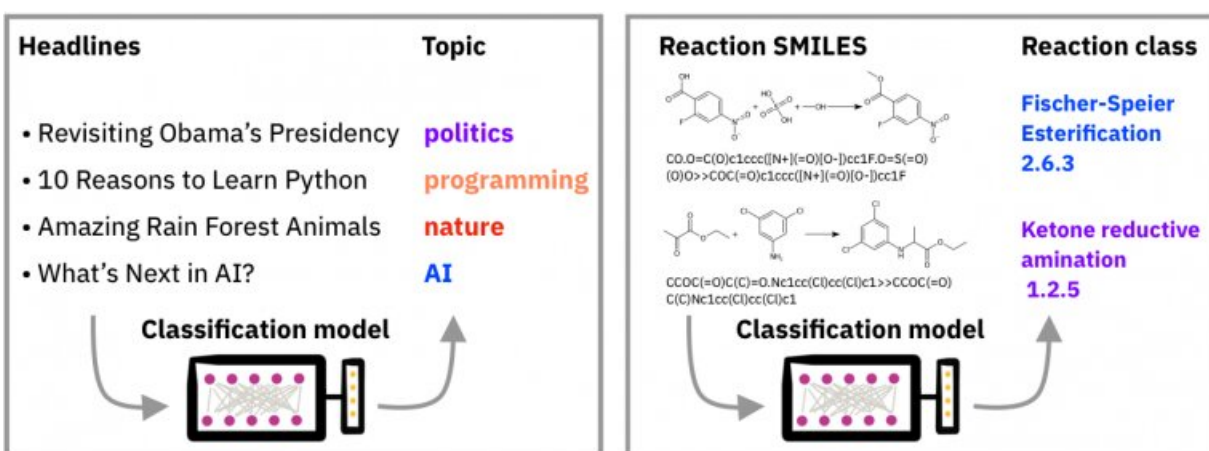 Headlines Topic
• Revisiting Obama's Presidency politics
• 10 Reasons to Learn Python programming
• Amazing Rain Forest Animals nature
• What's Next in AI? AI
Classification model
Reaction SMILES Reaction class
Fischer-Speier
Esterification
2.6.3
CO.O=C(O)c1ccc([N+](=O)[O-])cc1F.O=S(=O)
(O)O>>COC(=O)c1ccc([N+](=O)[O-])cc1F
Ketone reductive
amination
1.2.5
CCOC(=O)C(C)=O.Nc1cc(Cl)cc(Cl)c1>>CCOC(=O)
C(C)Nc1cc(Cl)cc(Cl)c1
Classification model